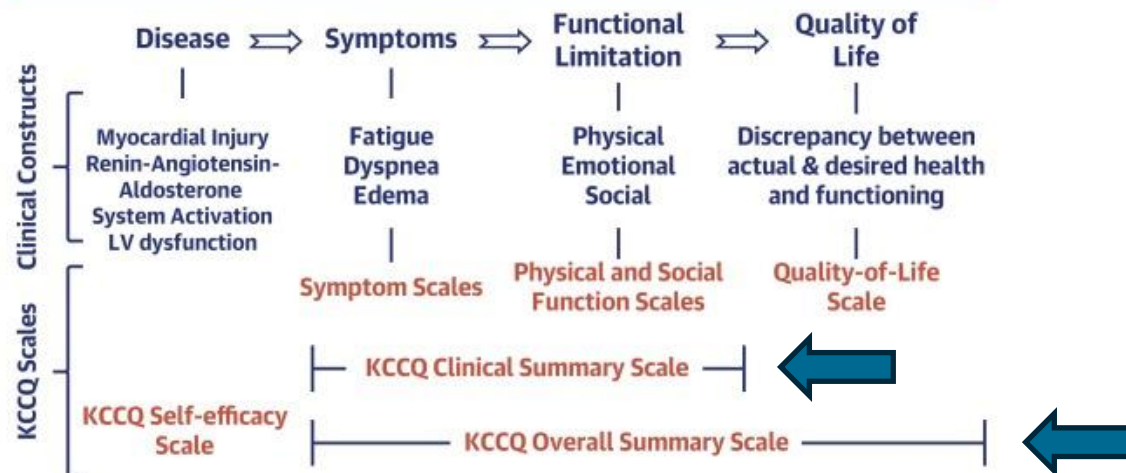 Disease
Symptoms
Functional
Limitation
Quality of
Life
Clinical Constructs
Myocardial Injury
Renin-Angiotensin-
Aldosterone
System Activation
LV dysfunction
Fatigue
Dyspnea
Edema
Physical
Emotional
Social
Discrepancy between
actual & desired health
and functioning
KCCQ Scales
Symptom Scales
Physical and Social
Function Scales
Quality-of-Life
Scale
KCCQ Clinical Summary Scale
KCCQ Self-efficacy
Scale
KCCQ Overall Summary Scale